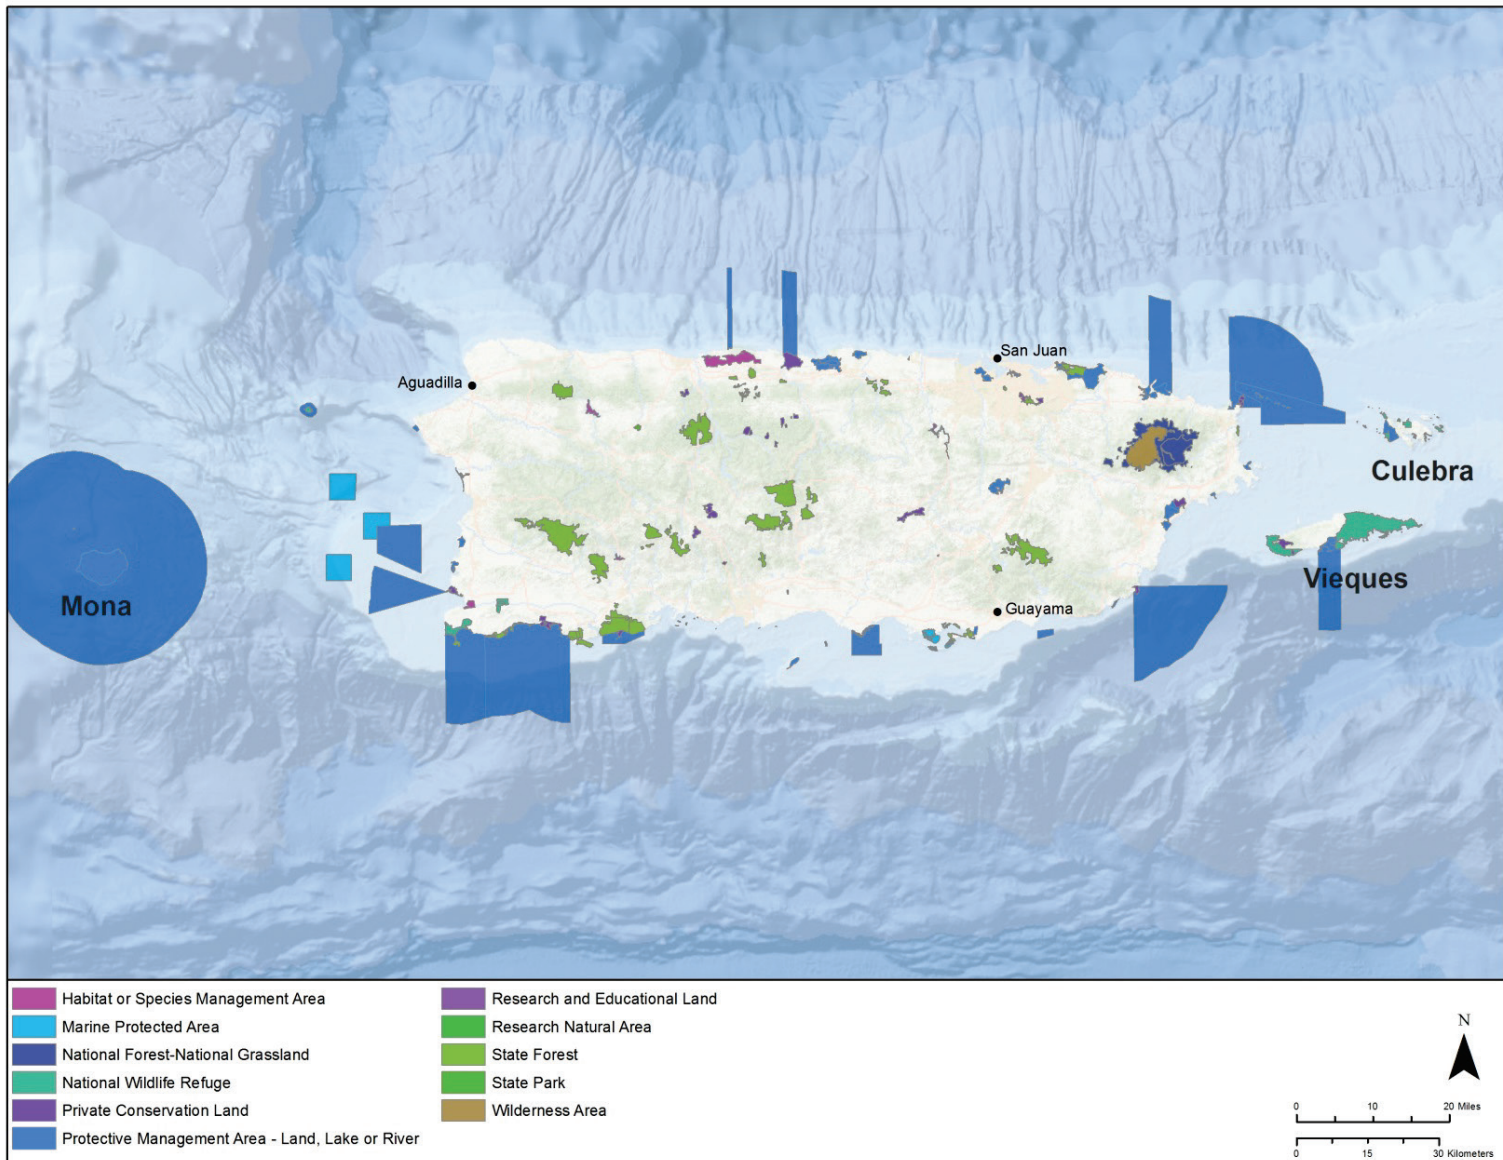 San Juan
Aguadilla
Culebra
Vieques
Mona
Guayama
Habitat or Species Management Area
Marine Protected Area
National Forest-National Grassland
National Wildlife Refuge
Private Conservation Land
Protective Management Area - Land, Lake or River
Research and Educational Land
Research Natural Area
State Forest
State Park
Wilderness Area
N
0 10 20 Miles
0 15 30 Kilometers